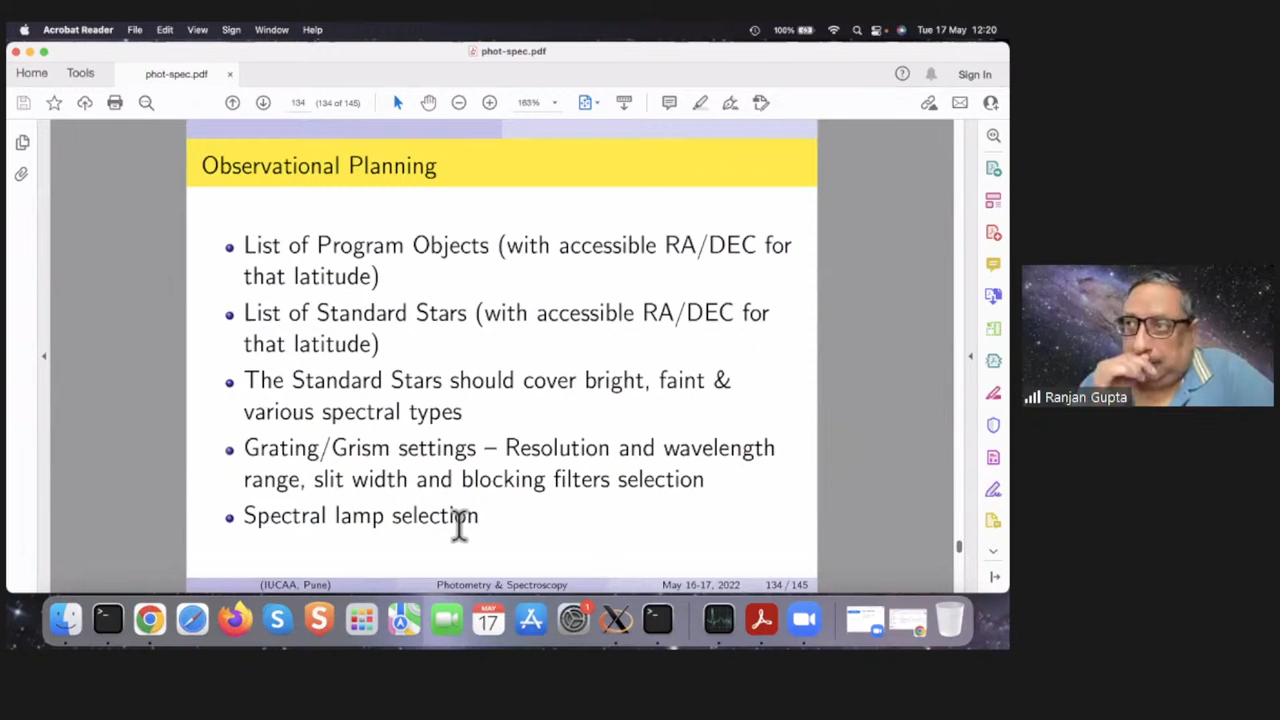 Acrobat Reader File Edit View Sign Window Help 100% Tue 17 May 12:20
phot-spec.pdf
Home Tools phot-spec.pdf × Sign In
134 (134 of 145) 163%
Observational Planning
List of Program Objects (with accessible RA/DEC for
that latitude)
List of Standard Stars (with accessible RA/DEC for
that latitude)
The Standard Stars should cover bright, faint &
various spectral types
Grating/Grism settings – Resolution and wavelength
range, slit width and blocking filters selection
Spectral lamp selection
(IUCAA, Pune) Photometry & Spectroscopy May 16-17, 2022 134 / 145
Ranjan Gupta
MAY
17
1